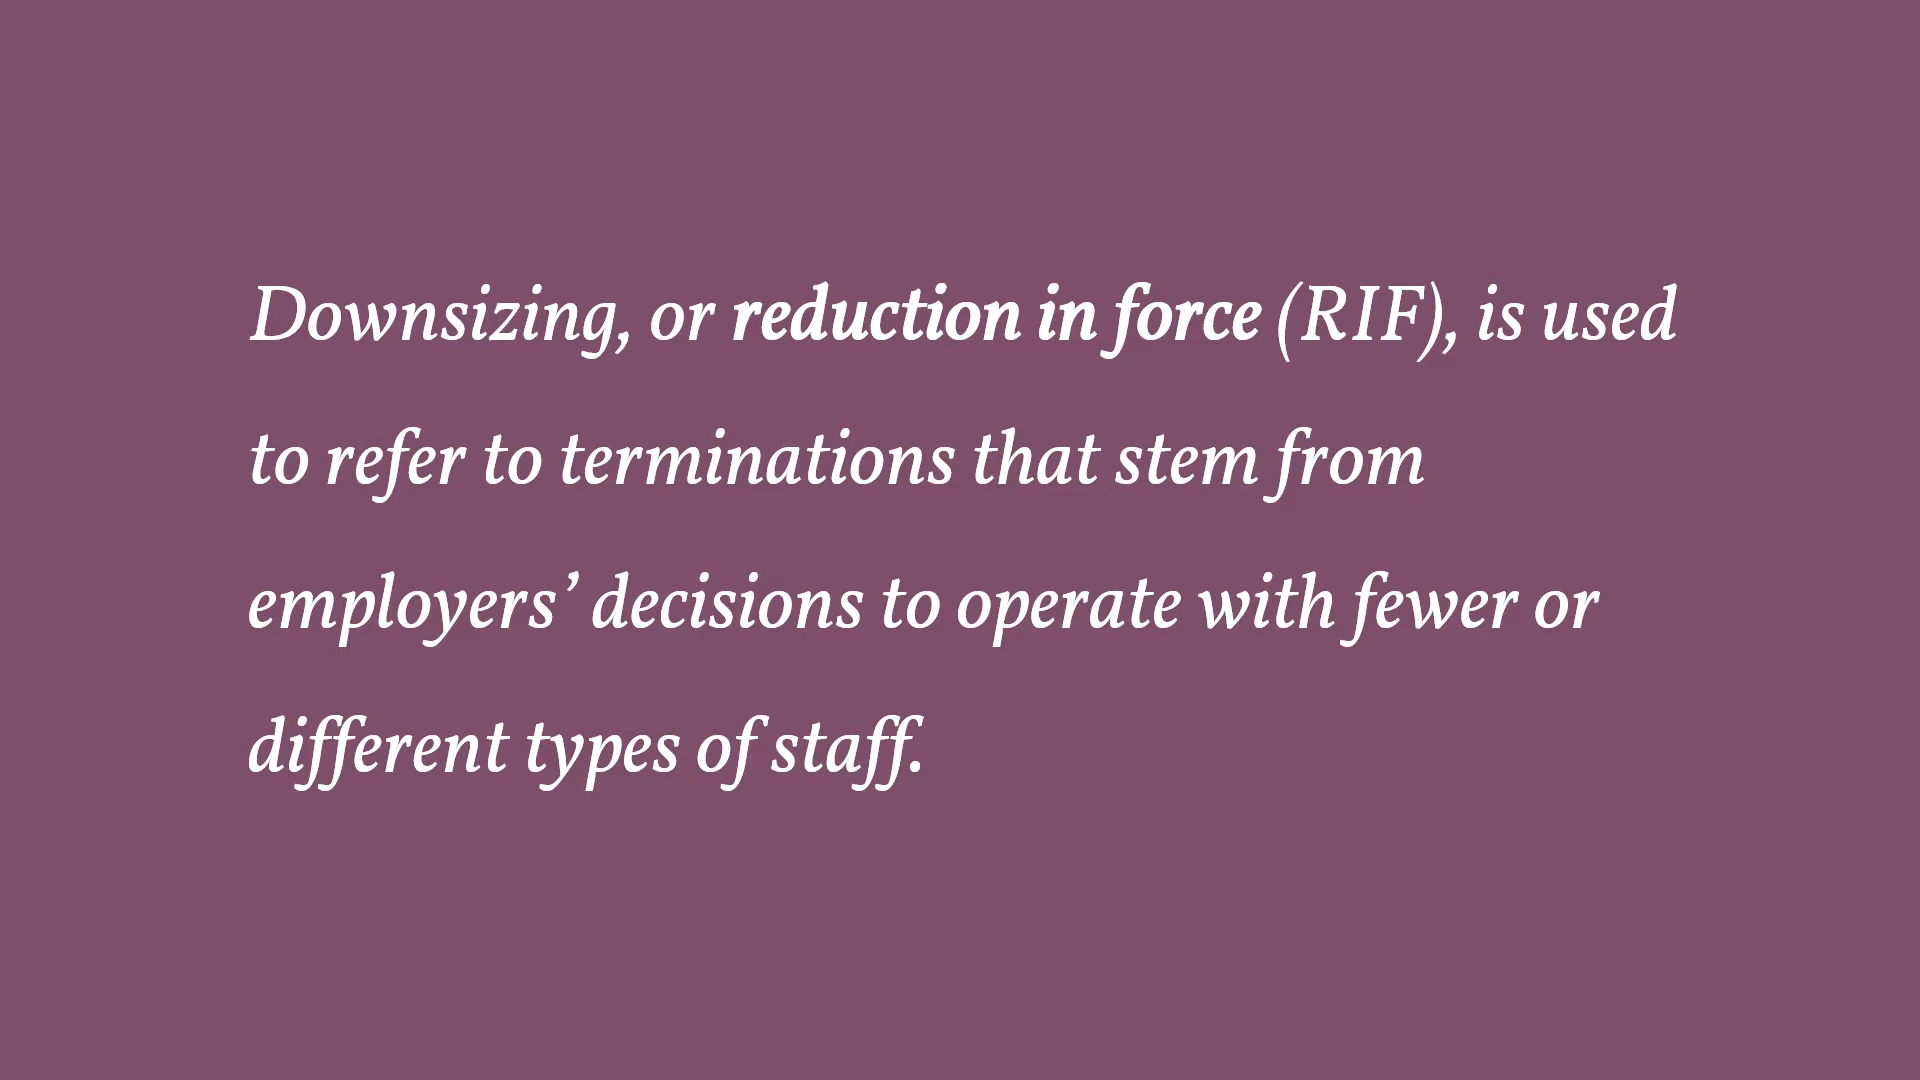 Downsizing, or reduction in force (RIF), is used
to refer to terminations that stem from
employers’ decisions to operate with fewer or
different types of staff.